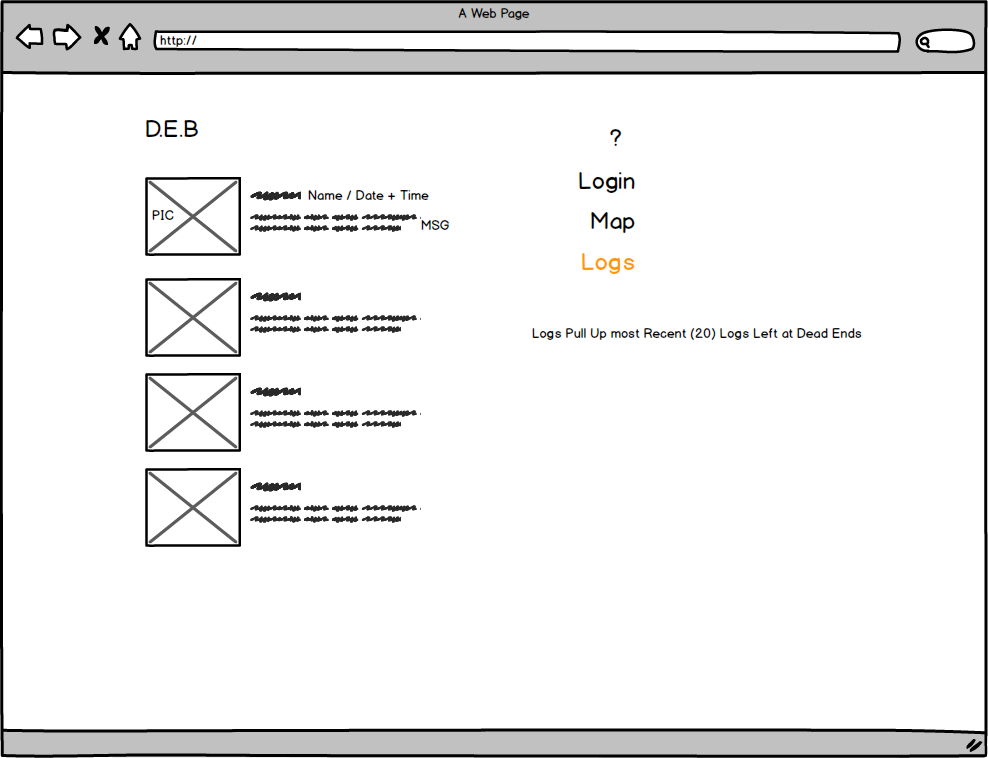 A Web Page
http://
D.E.B
?
Login
Map
Logs
PIC
Name / Date + Time
MSG
Logs Pull Up most Recent (20) Logs Left at Dead Ends